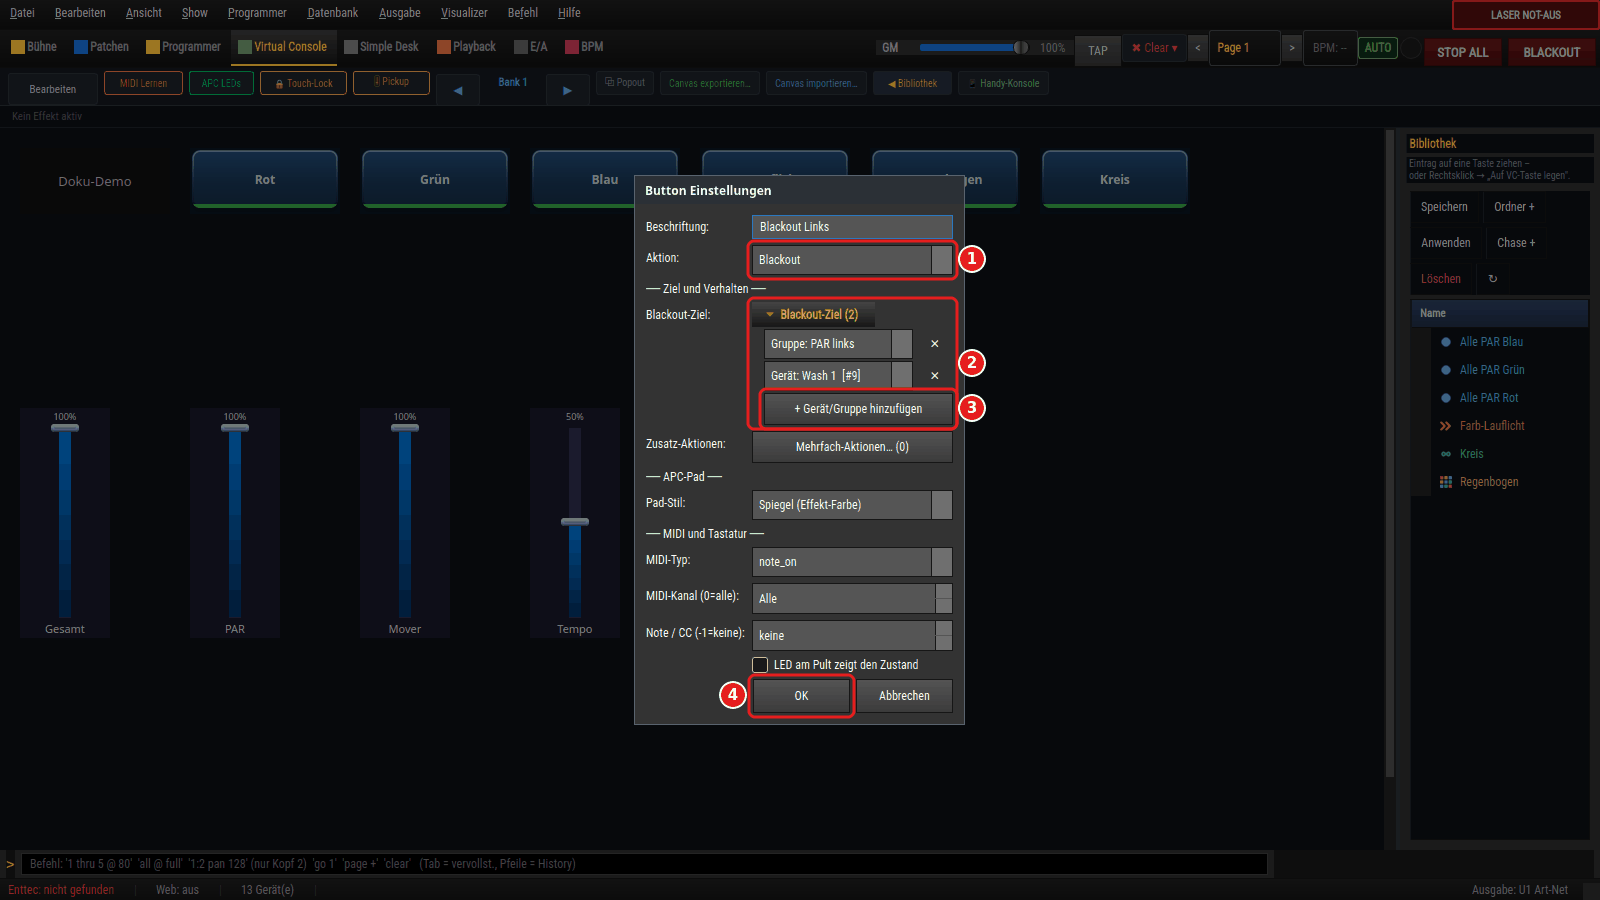 Datei Bearbeiten Ansicht Show Programmer Datenbank Ausgabe Visualizer Befehl Hilfe
LASER NOT-AUS
Bühne Patchen Programmer Virtual Console Simple Desk Playback E/A BPM
GM 100% TAP ✖ Clear ▾ < Page 1 > BPM: -- AUTO STOP ALL BLACKOUT
Bearbeiten MIDI Lernen APC LEDs Touch-Lock Pickup ◀ Bank 1 ▶ Popout Canvas exportieren... Canvas importieren... ◀ Bibliothek Handy-Konsole
Kein Effekt aktiv
Doku-Demo
Rot
Grün
Blau
Kreis
Button Einstellungen
Beschriftung: Blackout Links
Aktion: Blackout
1
Ziel und Verhalten
Blackout-Ziel: Blackout-Ziel (2)
Gruppe: PAR links ✕
2
Gerät: Wash 1 [#9] ✕
+ Gerät/Gruppe hinzufügen
3
Zusatz-Aktionen: Mehrfach-Aktionen... (0)
APC-Pad
Pad-Stil: Spiegel (Effekt-Farbe)
MIDI und Tastatur
MIDI-Typ: note_on
MIDI-Kanal (0=alle): Alle
Note / CC (-1=keine): keine
LED am Pult zeigt den Zustand
4
OK Abbrechen
100%
Gesamt
100%
PAR
100%
Mover
50%
Tempo
Bibliothek
Eintrag auf eine Taste ziehen –
oder Rechtsklick → „Auf VC-Taste legen".
Speichern Ordner +
Anwenden Chase +
Löschen ↻
Name
Alle PAR Blau
Alle PAR Grün
Alle PAR Rot
Farb-Lauflicht
Kreis
Regenbogen
> Befehl: '1 thru 5 @ 80' 'all @ full' '1:2 pan 128' (nur Kopf 2) 'go 1' 'page +' 'clear' (Tab = vervollst., Pfeile = History)
Enttec: nicht gefunden Web: aus 13 Gerät(e) Ausgabe: U1 Art-Net